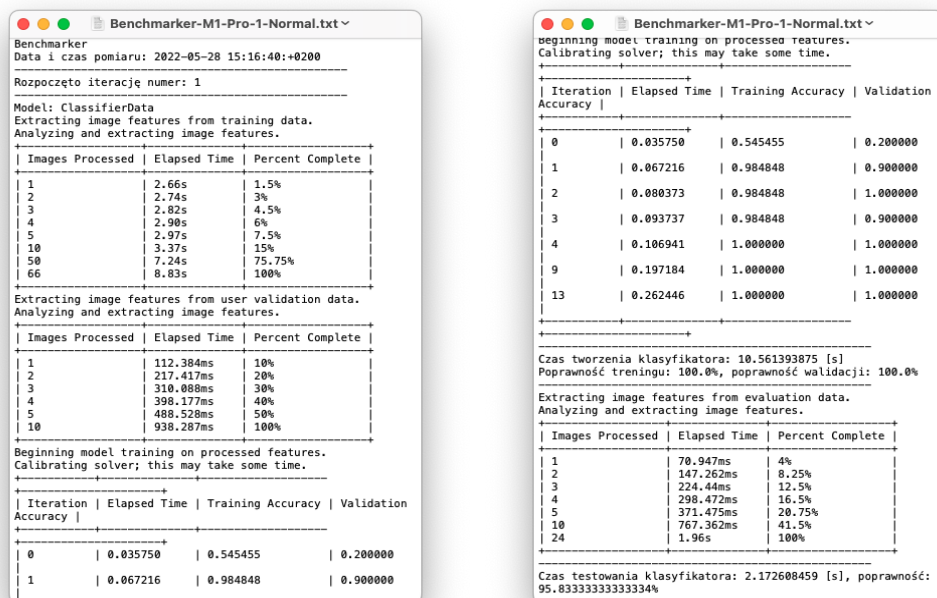 Benchmarker-M1-Pro-1-Normal.txt
Benchmarker
Data i czas pomiaru: 2022-05-28 15:16:40:+0200
Rozpoczęto iterację numer: 1
Model: ClassifierData
Extracting image features from training data.
Analyzing and extracting image features.
| Images Processed | Elapsed Time | Percent Complete |
| 1 | 2.66s | 1.5% |
| 2 | 2.74s | 3% |
| 3 | 2.82s | 4.5% |
| 4 | 2.90s | 6% |
| 5 | 2.97s | 7.5% |
| 10 | 3.37s | 15% |
| 50 | 7.24s | 75.75% |
| 66 | 8.83s | 100% |
Extracting image features from user validation data.
Analyzing and extracting image features.
| Images Processed | Elapsed Time | Percent Complete |
| 1 | 112.384ms | 10% |
| 2 | 217.417ms | 20% |
| 3 | 310.088ms | 30% |
| 4 | 398.177ms | 40% |
| 5 | 488.528ms | 50% |
| 10 | 938.287ms | 100% |
Beginning model training on processed features.
Calibrating solver; this may take some time.
| Iteration | Elapsed Time | Training Accuracy | Validation
Accuracy |
| 0 | 0.035750 | 0.545455 | 0.200000
| 1 | 0.067216 | 0.984848 | 0.900000
Benchmarker-M1-Pro-1-Normal.txt
Beginning model training on processed features.
Calibrating solver; this may take some time.
| Iteration | Elapsed Time | Training Accuracy | Validation
Accuracy |
| 0 | 0.035750 | 0.545455 | 0.200000
| 1 | 0.067216 | 0.984848 | 0.900000
| 2 | 0.080373 | 0.984848 | 1.000000
| 3 | 0.093737 | 0.984848 | 0.900000
| 4 | 0.106941 | 1.000000 | 1.000000
| 9 | 0.197184 | 1.000000 | 1.000000
| 13 | 0.262446 | 1.000000 | 1.000000
Czas tworzenia klasyfikatora: 10.561393875 [s]
Poprawność treningu: 100.0%, poprawność walidacji: 100.0%
Extracting image features from evaluation data.
Analyzing and extracting image features.
| Images Processed | Elapsed Time | Percent Complete |
| 1 | 70.947ms | 4% |
| 2 | 147.262ms | 8.25% |
| 3 | 224.44ms | 12.5% |
| 4 | 298.472ms | 16.5% |
| 5 | 371.475ms | 20.75% |
| 10 | 767.362ms | 41.5% |
| 24 | 1.96s | 100% |
Czas testowania klasyfikatora: 2.172608459 [s], poprawność:
95.83333333333334%